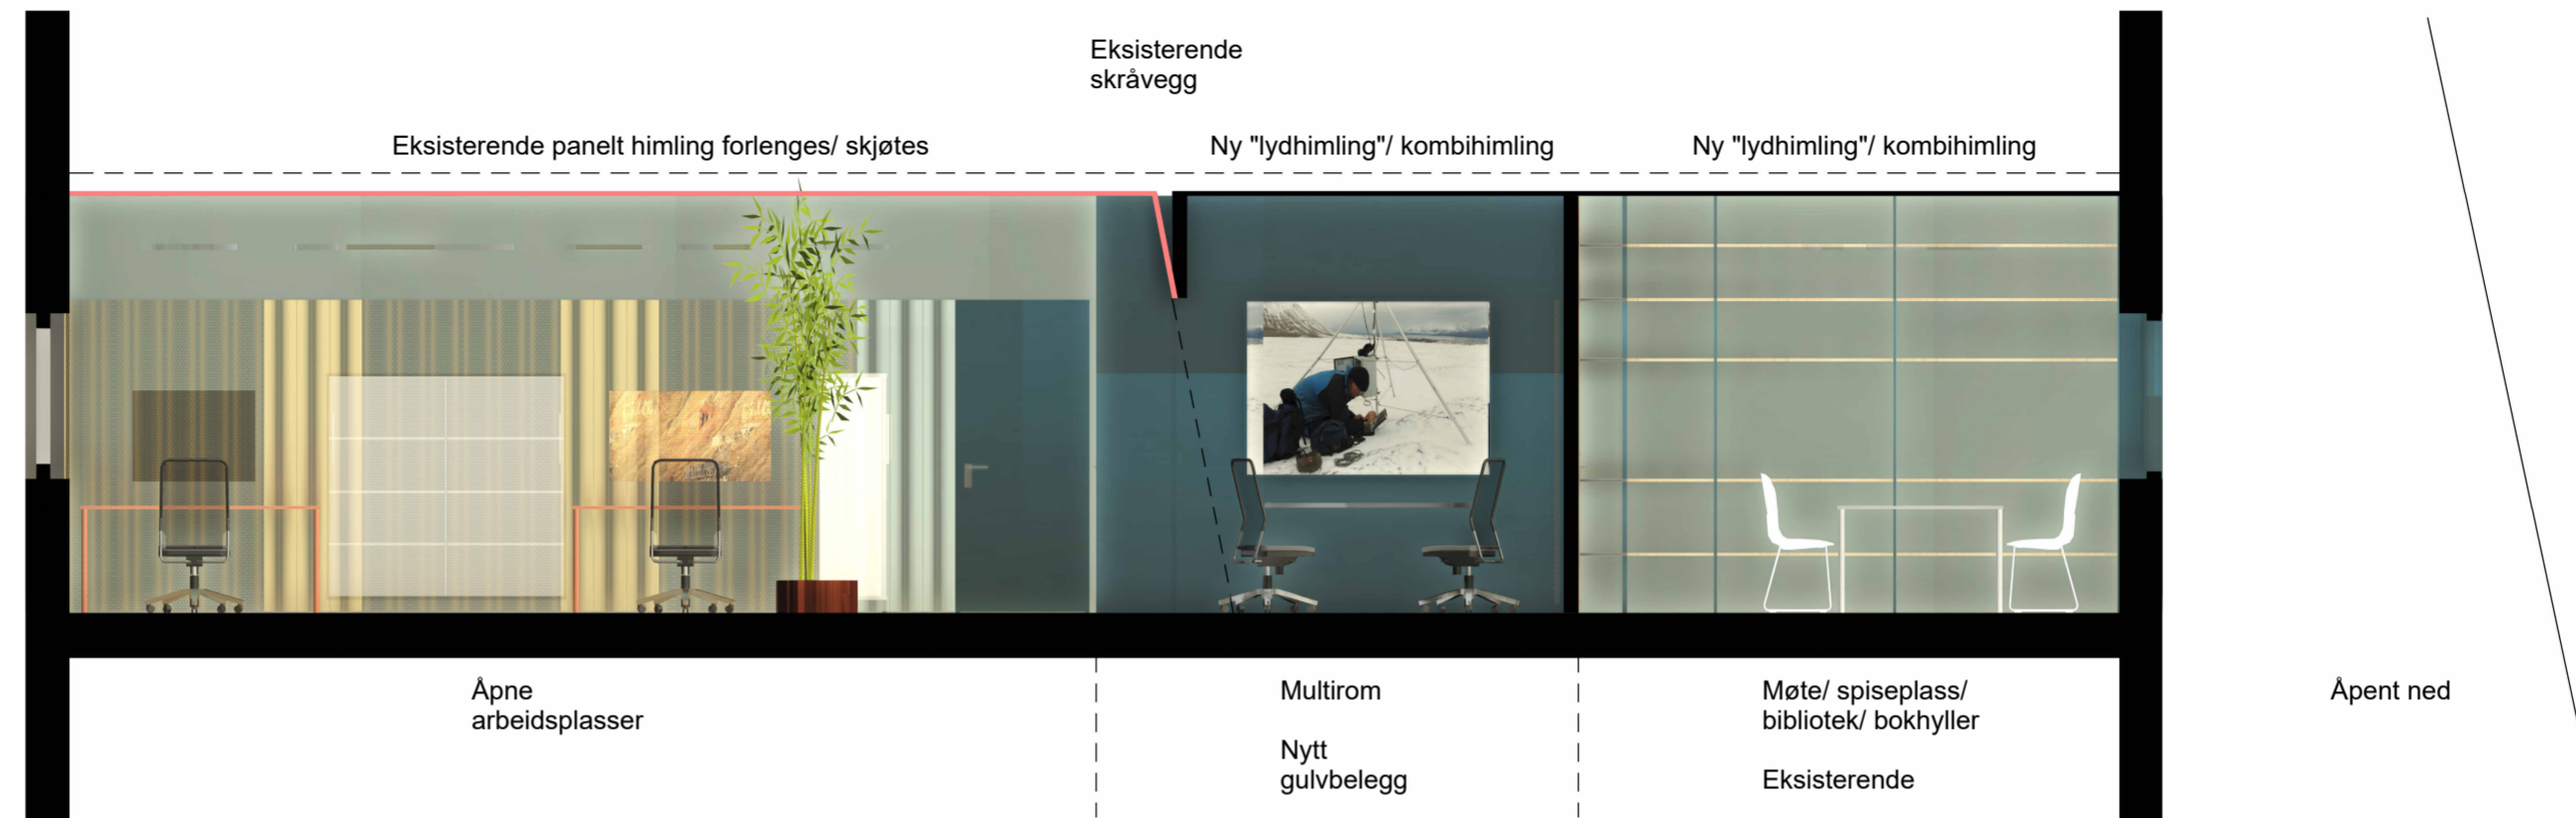 Eksisterende
skråvegg
Eksisterende panelt himling forlenges/ skjøtes
Ny "lydhimling"/ kombihimling
Ny "lydhimling"/ kombihimling
Åpne
arbeidsplasser
Multirom
Nytt
gulvbelegg
Møte/ spiseplass/
bibliotek/ bokhyller
Eksisterende
Åpent ned